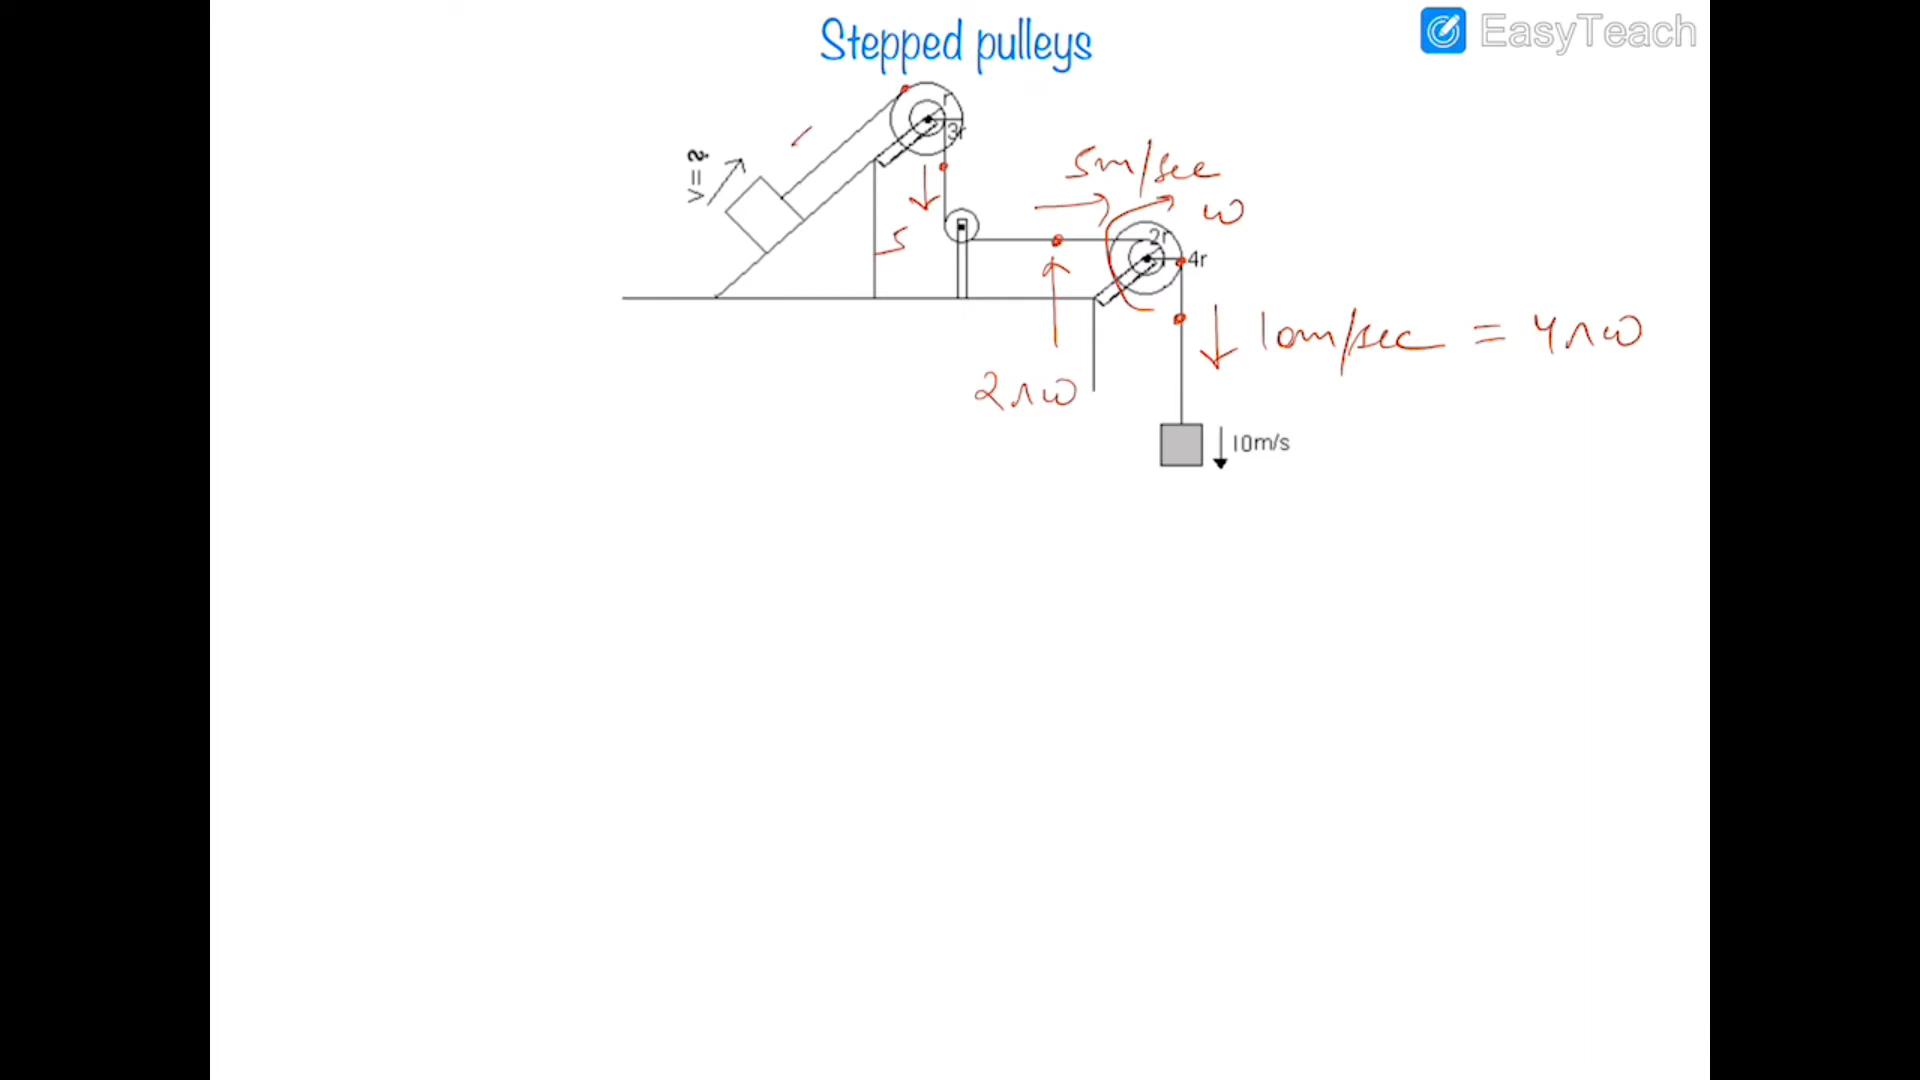 Stepped pulleys
EasyTeach
r
3r
v=?
5m/sec
ω
5
2r
4r
10m/sec = 4rω
2rω
10m/s